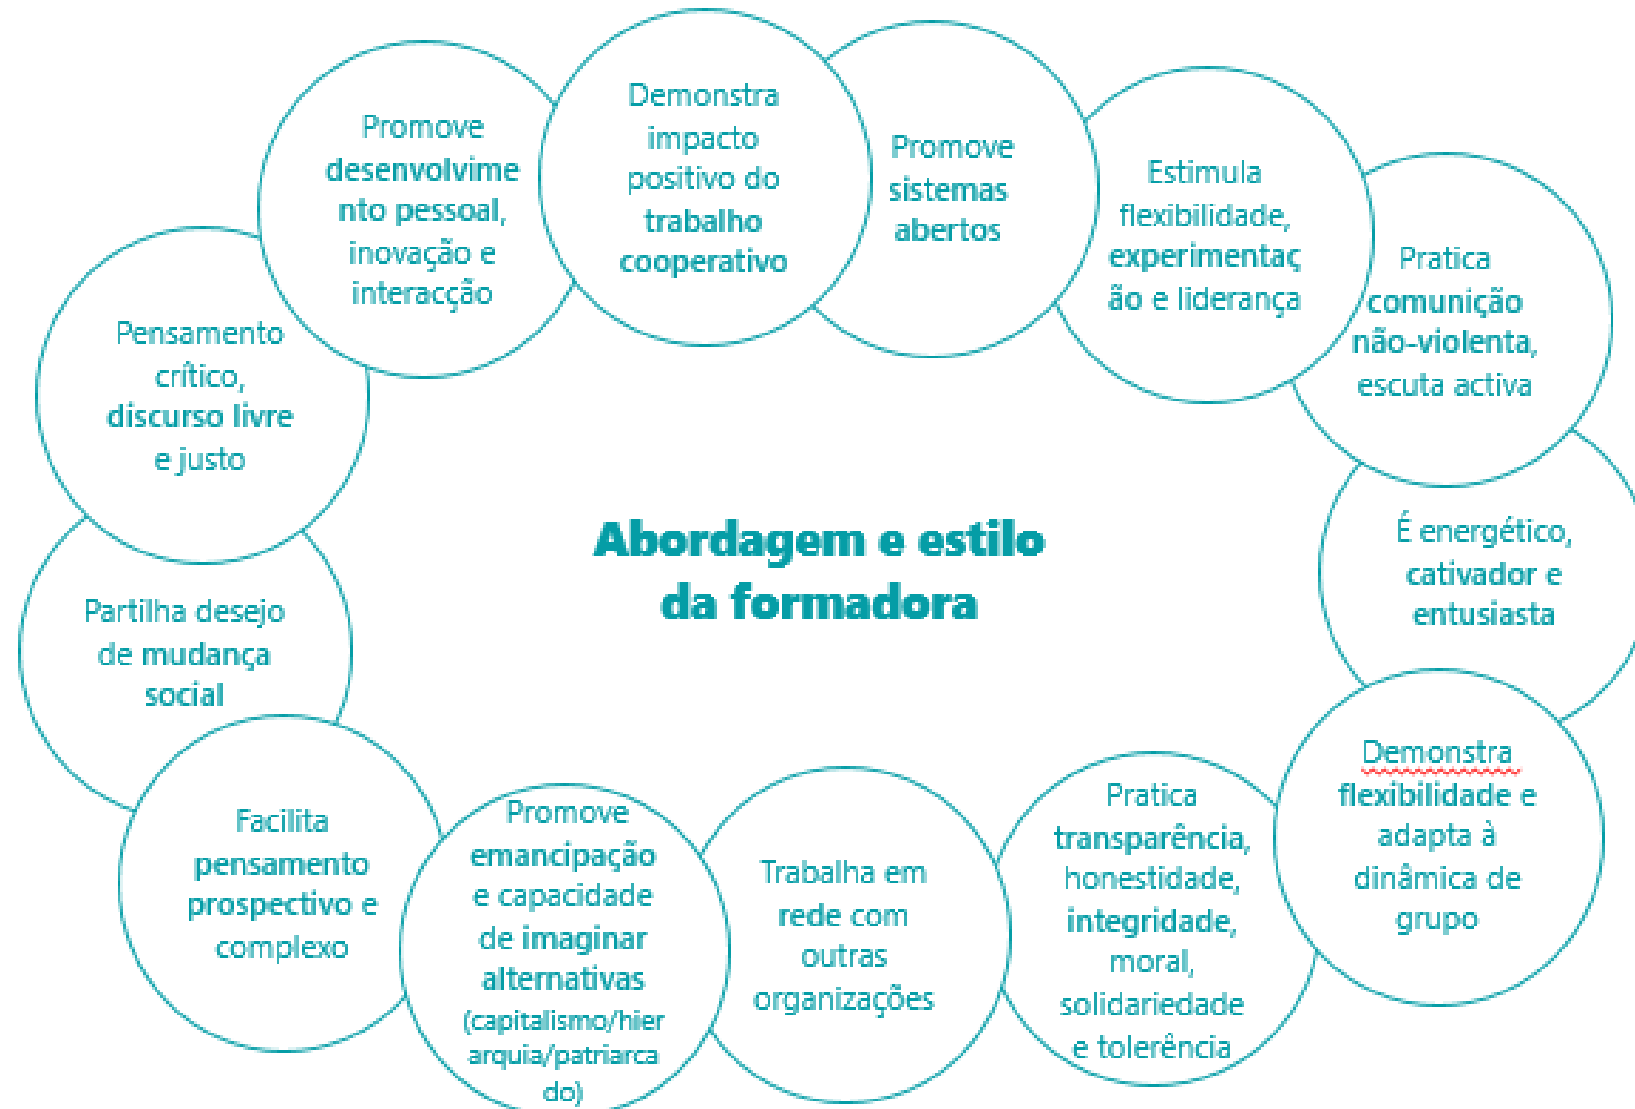 Demonstra
impacto
positivo do
trabalho
cooperativo
Promove
sistemas
abertos
Estimula
flexibilidade,
experimentaç
ão e liderança
Pratica
comunição
não-violenta,
escuta activa
É energético,
cativador e
entusiasta
Demonstra
flexibilidade e
adapta à
dinâmica de
grupo
Pratica
transparência,
honestidade,
integridade,
moral,
solidariedade
e tolerência
Trabalha em
rede com
outras
organizações
Promove
emancipação
e capacidade
de imaginar
alternativas
(capitalismo/hier
arquia/patriarca
do)
Facilita
pensamento
prospectivo e
complexo
Partilha desejo
de mudança
social
Pensamento
crítico,
discurso livre
e justo
Promove
desenvolvime
nto pessoal,
inovação e
interacção
Abordagem e estilo
da formadora